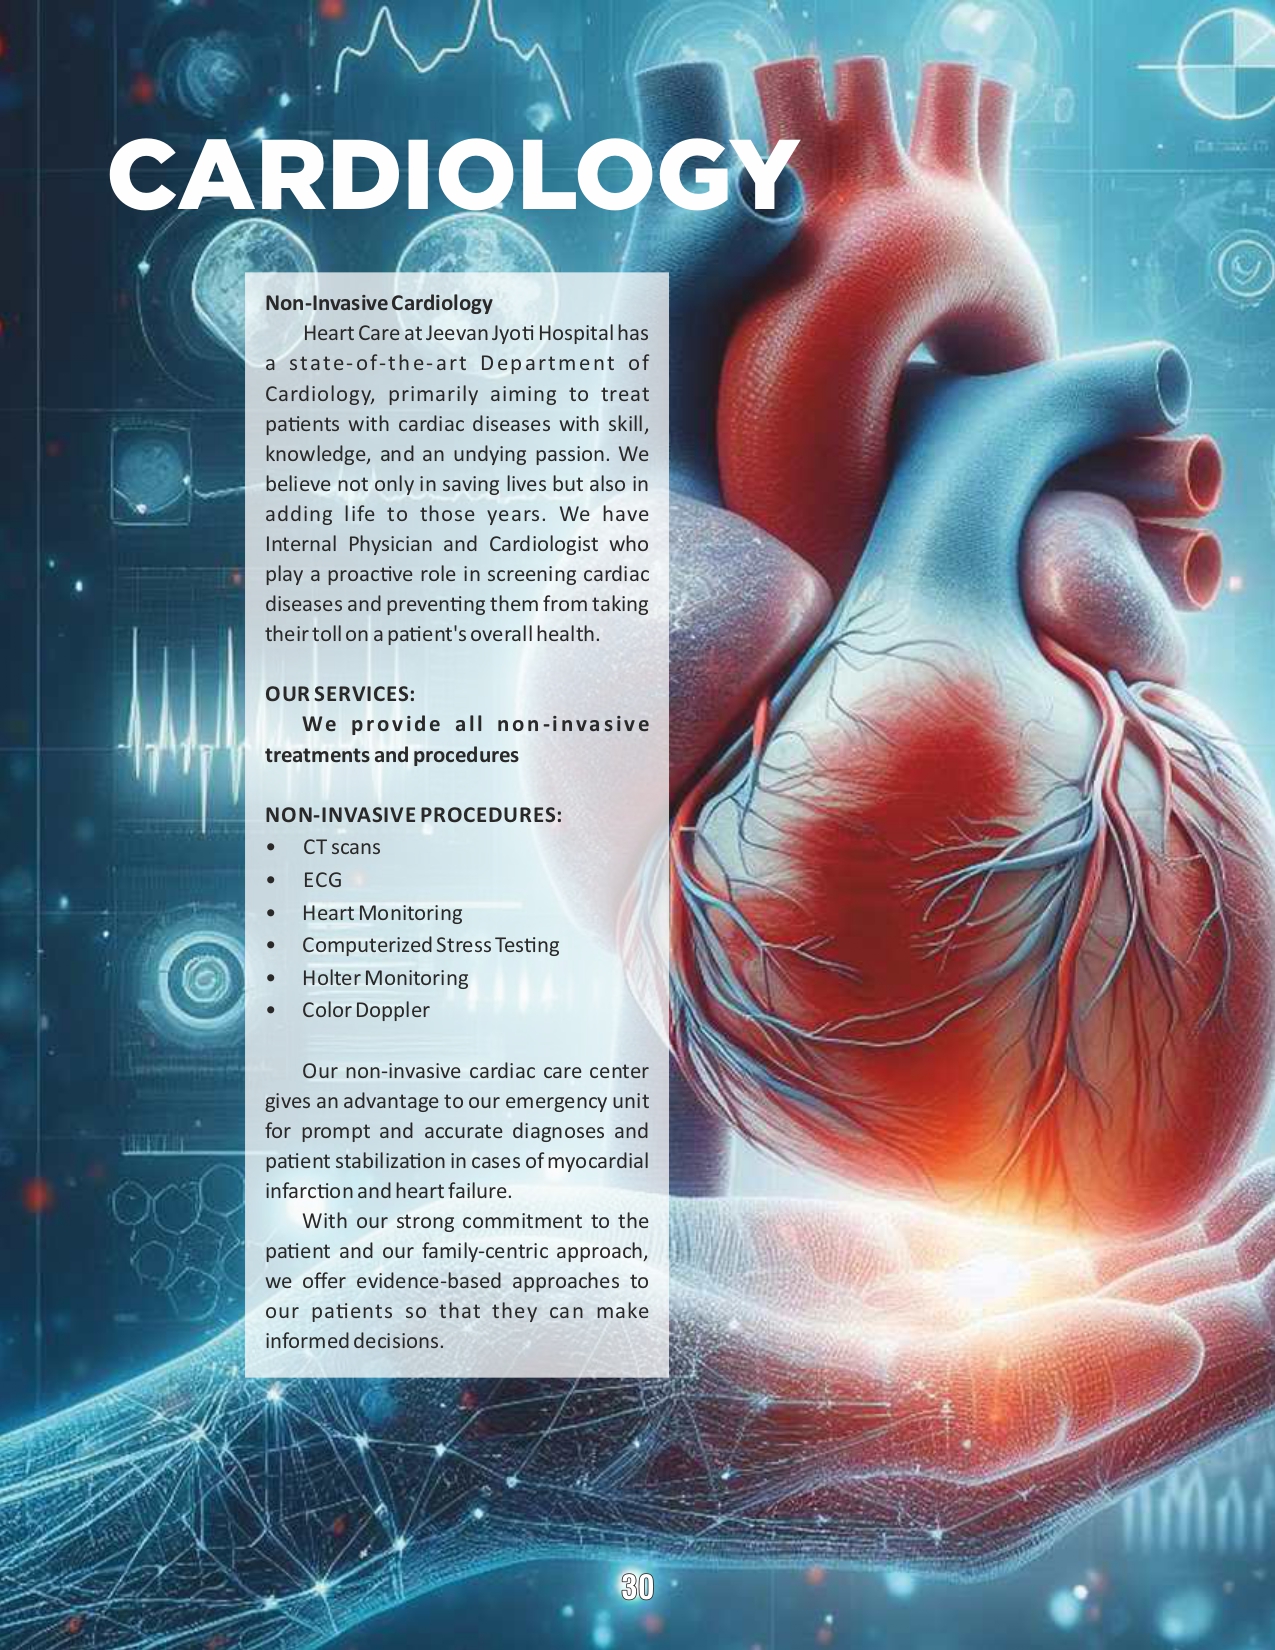 CARDIOLOGY
Non-Invasive Cardiology
Heart Care at Jeevan Jyoti Hospital has
a state-of-the-art Department of
Cardiology, primarily aiming to treat
patients with cardiac diseases with skill,
knowledge, and an undying passion. We
believe not only in saving lives but also in
adding life to those years. We have
Internal Physician and Cardiologist who
play a proactive role in screening cardiac
diseases and preventing them from taking
their toll on a patient's overall health.
OUR SERVICES:
We provide all non-invasive
treatments and procedures
NON-INVASIVE PROCEDURES:
• CT scans
• ECG
• Heart Monitoring
• Computerized Stress Testing
• Holter Monitoring
• Color Doppler
Our non-invasive cardiac care center
gives an advantage to our emergency unit
for prompt and accurate diagnoses and
patient stabilization in cases of myocardial
infarction and heart failure.
With our strong commitment to the
patient and our family-centric approach,
we offer evidence-based approaches to
our patients so that they can make
informed decisions.
30